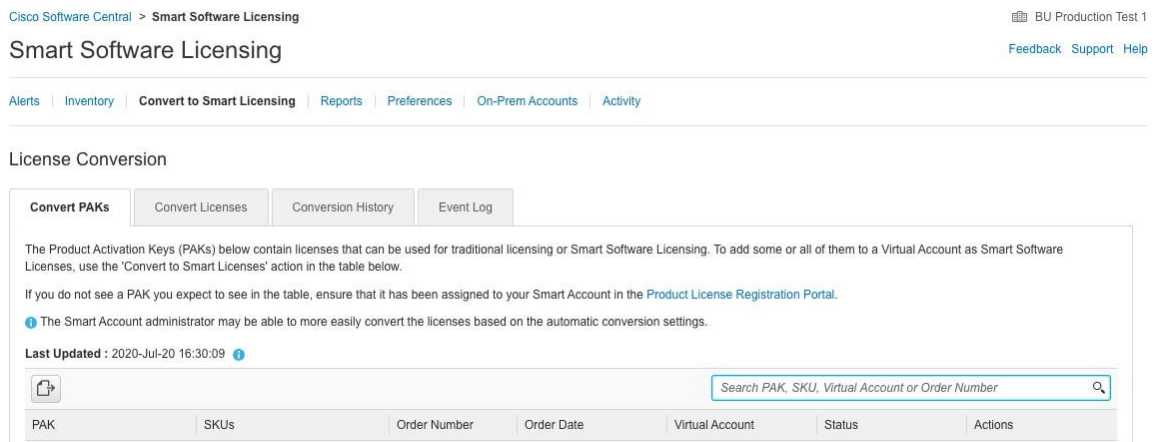 Cisco Software Central > Smart Software Licensing
BU Production Test 1
Smart Software Licensing
Feedback Support Help
Alerts Inventory Convert to Smart Licensing Reports Preferences On-Prem Accounts Activity
License Conversion
Convert PAKs Convert Licenses Conversion History Event Log
The Product Activation Keys (PAKs) below contain licenses that can be used for traditional licensing or Smart Software Licensing. To add some or all of them to a Virtual Account as Smart Software
Licenses, use the 'Convert to Smart Licenses' action in the table below.
If you do not see a PAK you expect to see in the table, ensure that it has been assigned to your Smart Account in the Product License Registration Portal.
The Smart Account administrator may be able to more easily convert the licenses based on the automatic conversion settings.
Last Updated : 2020-Jul-20 16:30:09
Search PAK, SKU, Virtual Account or Order Number
PAK SKUs Order Number Order Date Virtual Account Status Actions